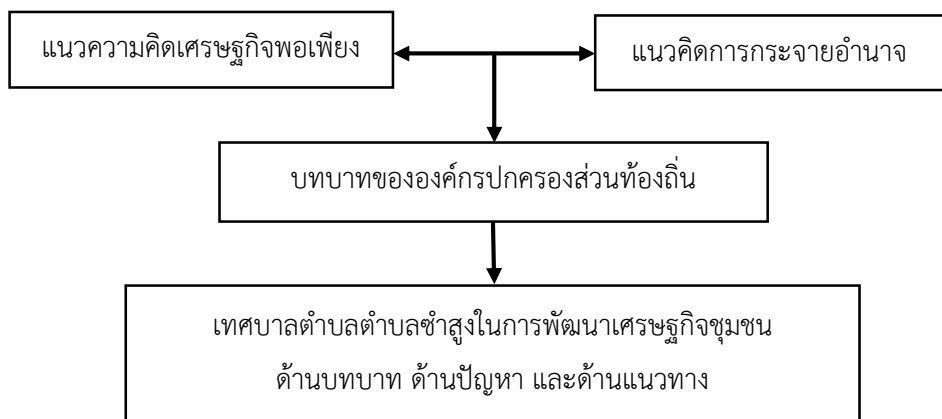 แนวความคิดเศรษฐกิจพอเพียง
แนวคิดการกระจายอำนาจ
บทบาทขององค์กรปกครองส่วนท้องถิ่น
เทศบาลตำบลตำบลซำสูงในการพัฒนาเศรษฐกิจชุมชน
ด้านบทบาท ด้านปัญหา และด้านแนวทาง